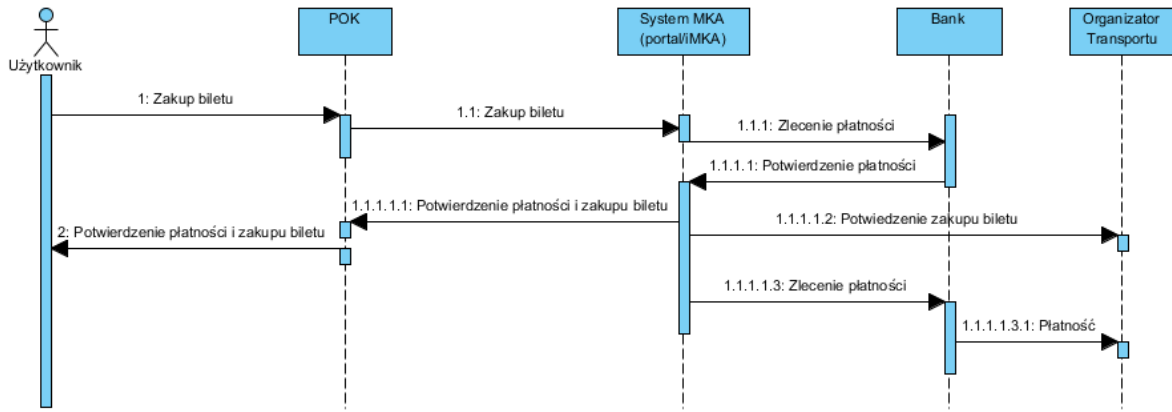 Użytkownik
POK
System MKA
(portal/iMKA)
Bank
Organizator
Transportu
1: Zakup biletu
1.1: Zakup biletu
1.1.1: Zlecenie płatności
1.1.1.1: Potwierdzenie płatności
1.1.1.1.1: Potwierdzenie płatności i zakupu biletu
1.1.1.1.2: Potwiedzenie zakupu biletu
2: Potwierdzenie płatności i zakupu biletu
1.1.1.1.3: Zlecenie płatności
1.1.1.1.3.1: Płatność